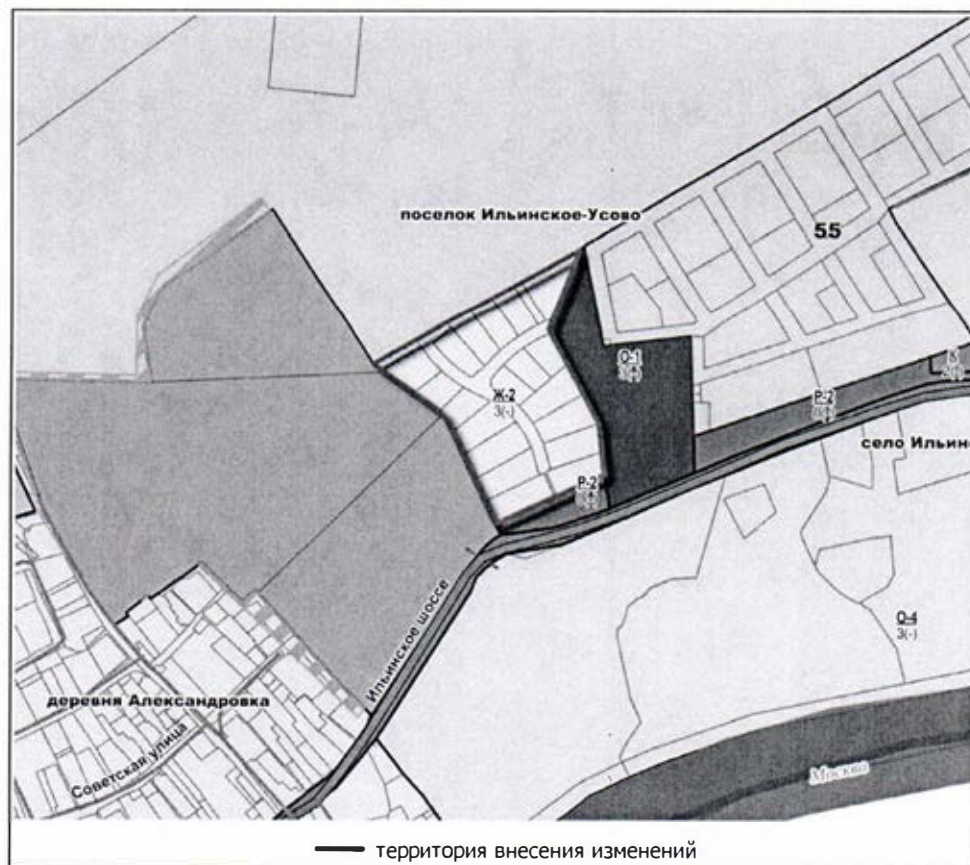 поселок Ильинское-Усово
55
О-1
Ж-2
3(-)
Р-2
К
село Ильинс
Р-2
О-4
3(-)
Ильинское шоссе
деревня Александровка
Советская улица
Москва
территория внесения изменений